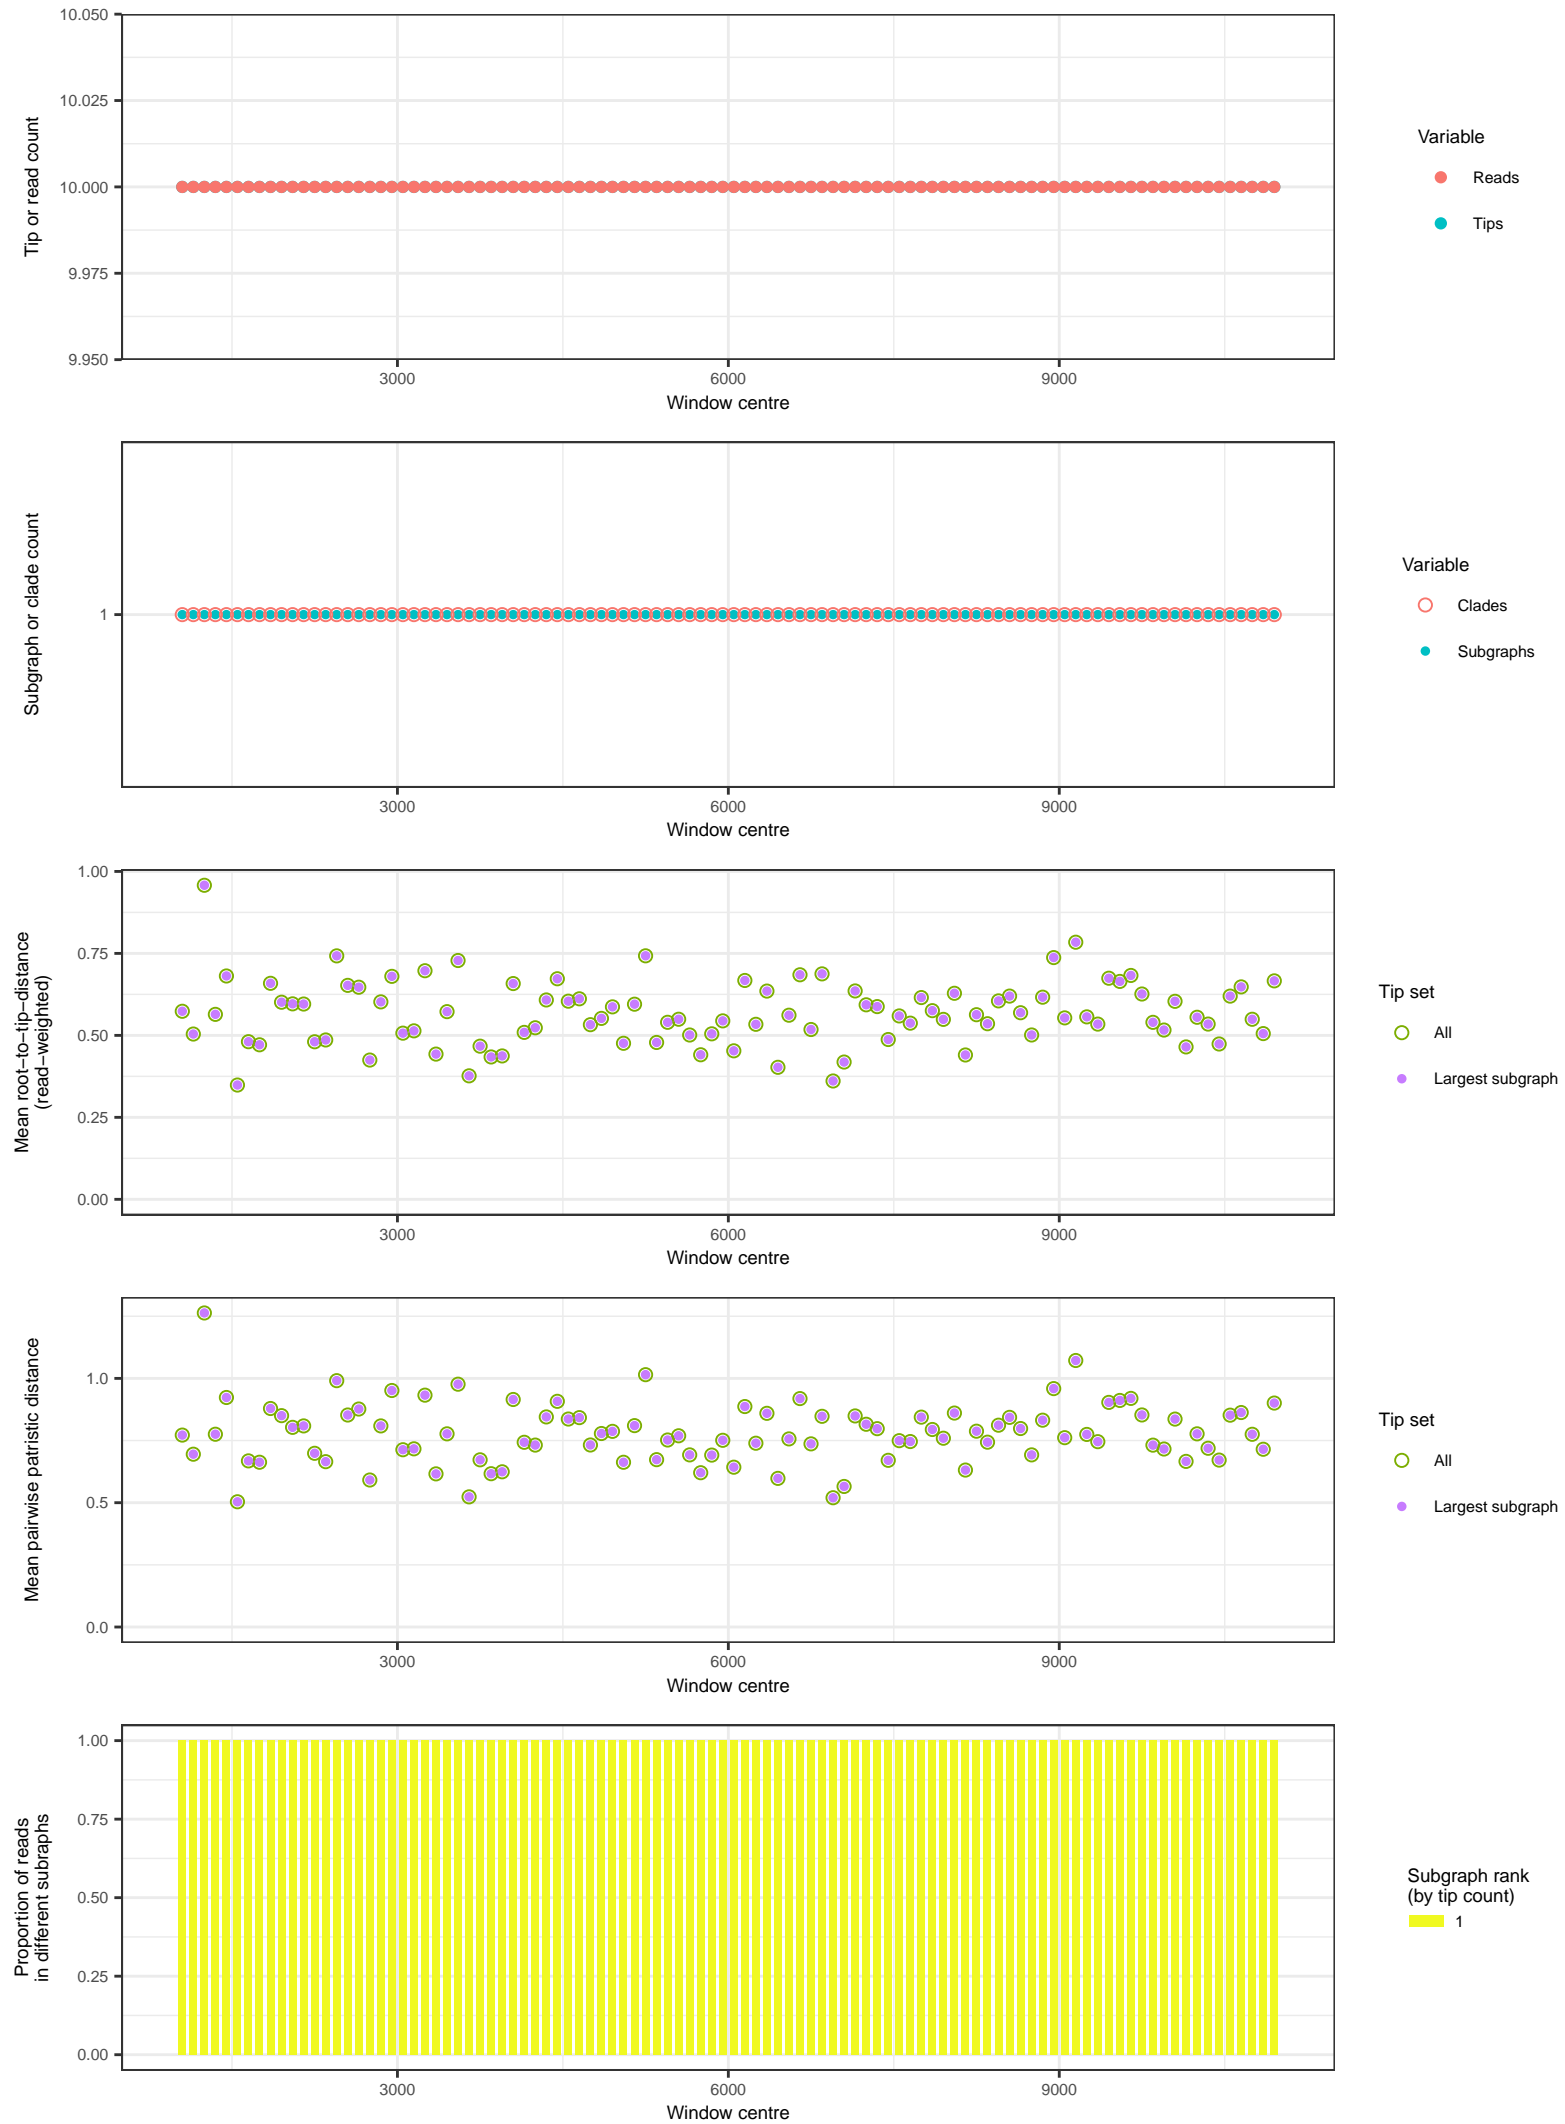 10.050
10.025
10.000
9.975
9.950
Tip or read count
3000 6000 9000
Window centre
Variable
Reads
Tips
1
Subgraph or clade count
3000 6000 9000
Window centre
Variable
Clades
Subgraphs
1.00
0.75
0.50
0.25
0.00
Mean root−to−tip−distance
(read−weighted)
3000 6000 9000
Window centre
Tip set
All
Largest subgraph
1.0
0.5
0.0
Mean pairwise patristic distance
3000 6000 9000
Window centre
Tip set
All
Largest subgraph
1.00
0.75
0.50
0.25
0.00
Proportion of reads
in different subraphs
3000 6000 9000
Window centre
Subgraph rank
(by tip count)
1